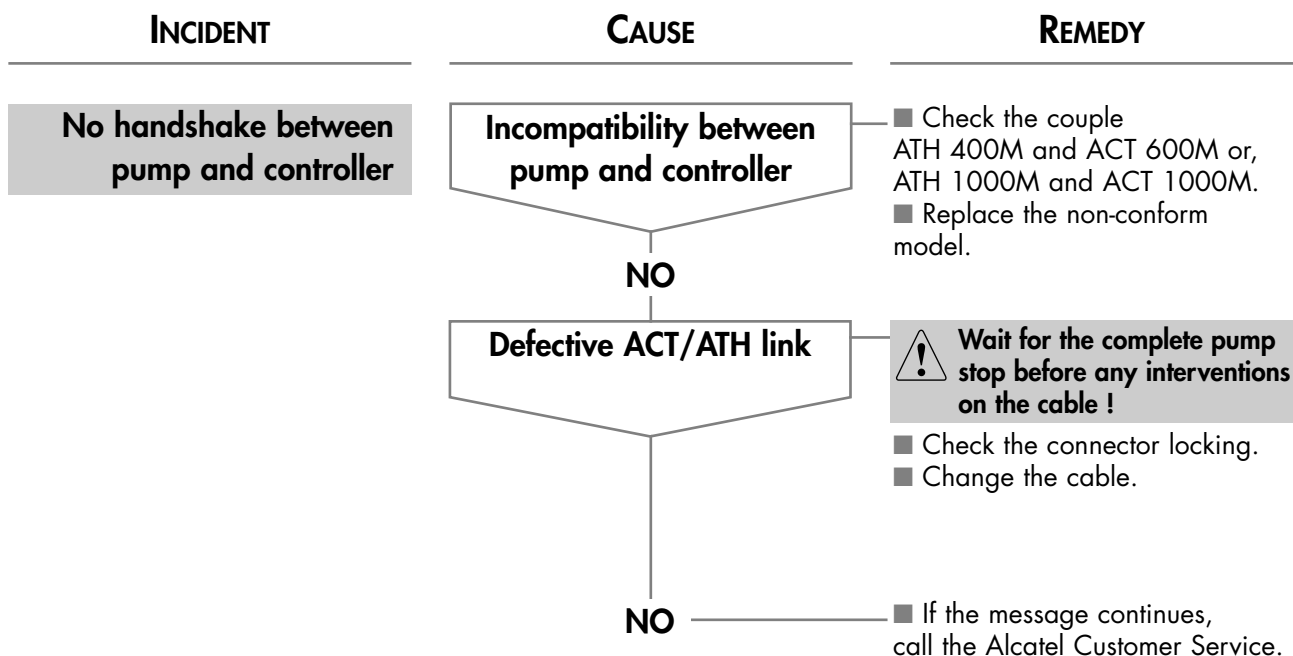 INCIDENT
CAUSE
REMEDY
No handshake between
pump and controller
Incompatibility between
pump and controller
■ Check the couple
ATH 400M and ACT 600M or,
ATH 1000M and ACT 1000M.
■ Replace the non-conform
model.
NO
Defective ACT/ATH link
! Wait for the complete pump
stop before any interventions
on the cable !
■ Check the connector locking.
■ Change the cable.
NO
■ If the message continues,
call the Alcatel Customer Service.